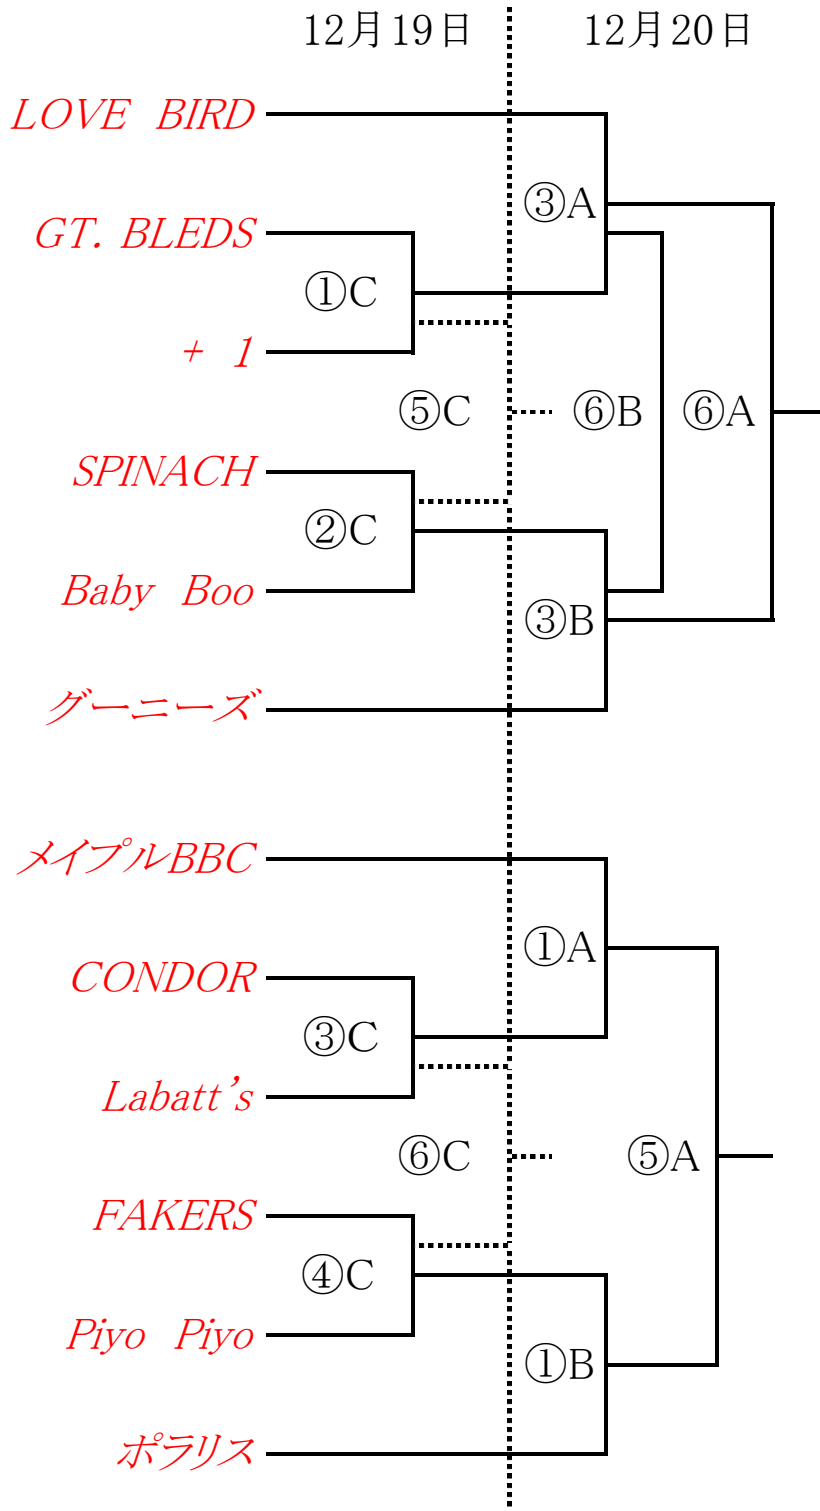 12月19日 12月20日
LOVE BIRD
③A
GT. BLEDS
①C
+ 1
⑤C ⑥B ⑥A
SPINACH
②C
Baby Boo
③B
グーニーズ
メイプルBBC
①A
CONDOR
③C
Labatt's
⑥C ⑤A
FAKERS
④C
Piyo Piyo
①B
ポラリス